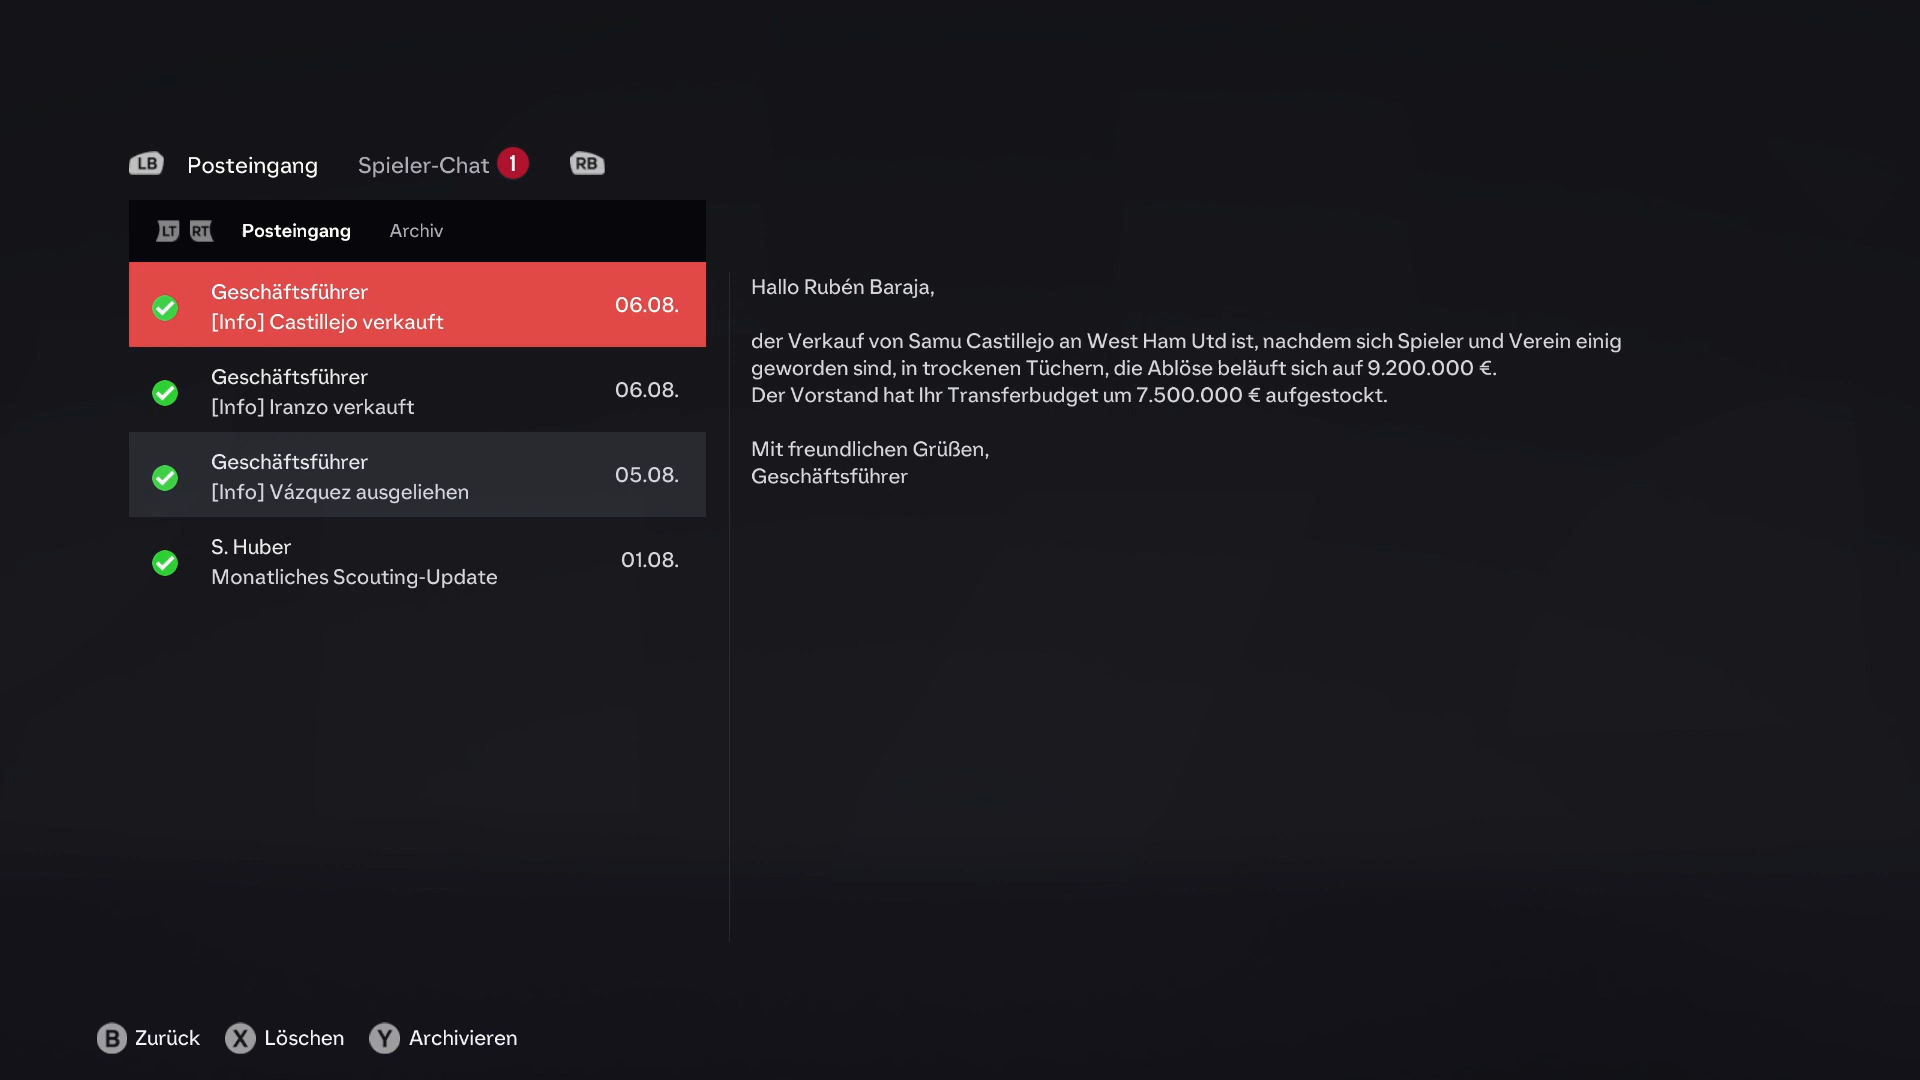 LB Posteingang Spieler-Chat 1 RB
LT RT Posteingang Archiv
Geschäftsführer
[Info] Castillejo verkauft
06.08.
Geschäftsführer
[Info] Iranzo verkauft
06.08.
Geschäftsführer
[Info] Vázquez ausgeliehen
05.08.
S. Huber
Monatliches Scouting-Update
01.08.
Hallo Rubén Baraja,
der Verkauf von Samu Castillejo an West Ham Utd ist, nachdem sich Spieler und Verein einig
geworden sind, in trockenen Tüchern, die Ablöse beläuft sich auf 9.200.000 €.
Der Vorstand hat Ihr Transferbudget um 7.500.000 € aufgestockt.
Mit freundlichen Grüßen,
Geschäftsführer
B Zurück X Löschen Y Archivieren